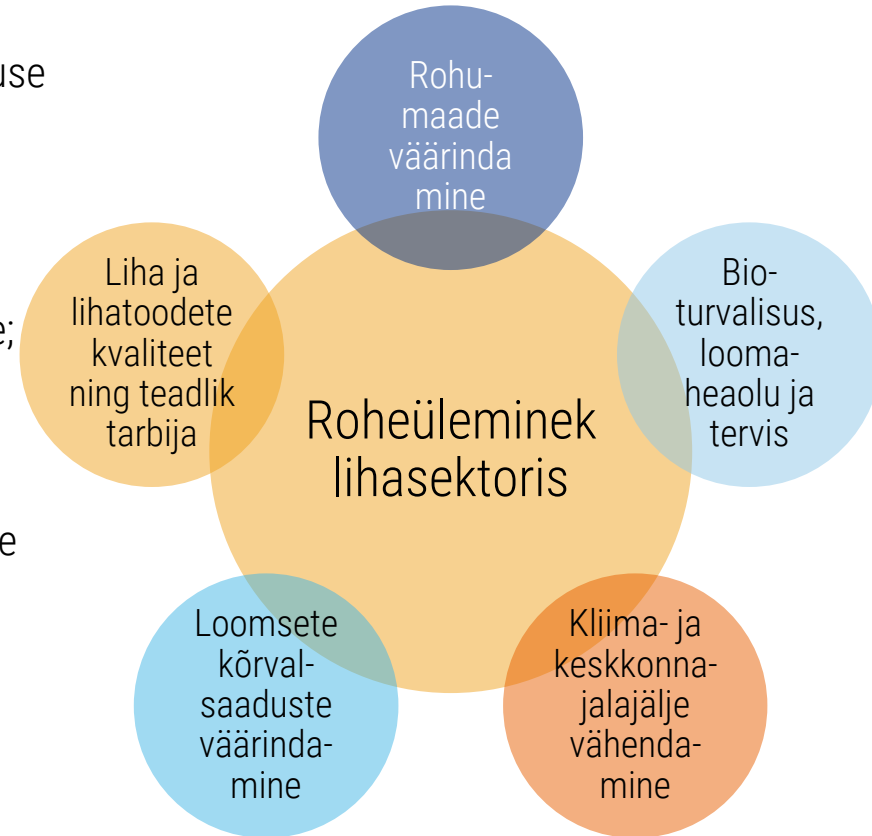 use
e;
e
Rohu-
maade
väärinda
mine
Liha ja
lihatoodete
kvaliteet
ning teadlik
tarbija
Bio-
turvalisus,
looma-
heaolu ja
tervis
Roheüleminek
lihasektoris
Loomsete
kõrval-
saaduste
väärinda-
mine
Kliima- ja
keskkonna-
jalajälje
vähenda-
mine